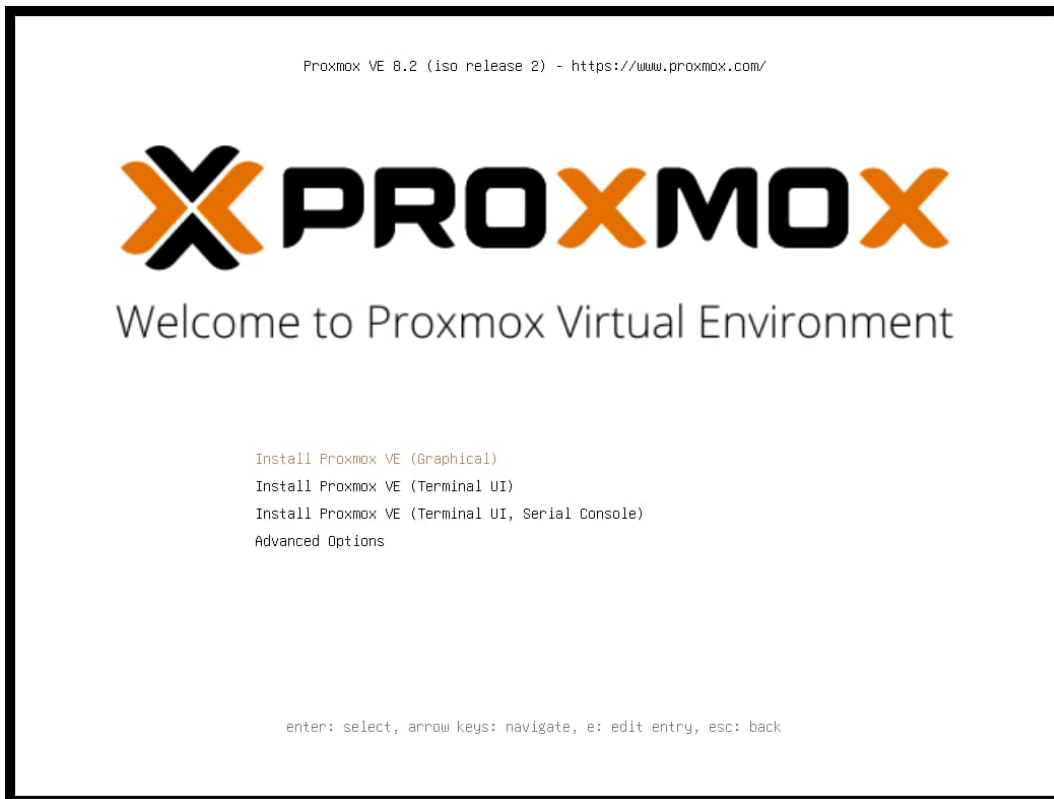 Proxmox VE 8.2 (iso release 2) - https://www.proxmox.com/
PROXMOX
Welcome to Proxmox Virtual Environment
Install Proxmox VE (Graphical)
Install Proxmox VE (Terminal UI)
Install Proxmox VE (Terminal UI, Serial Console)
Advanced Options
enter: select, arrow keys: navigate, e: edit entry, esc: back